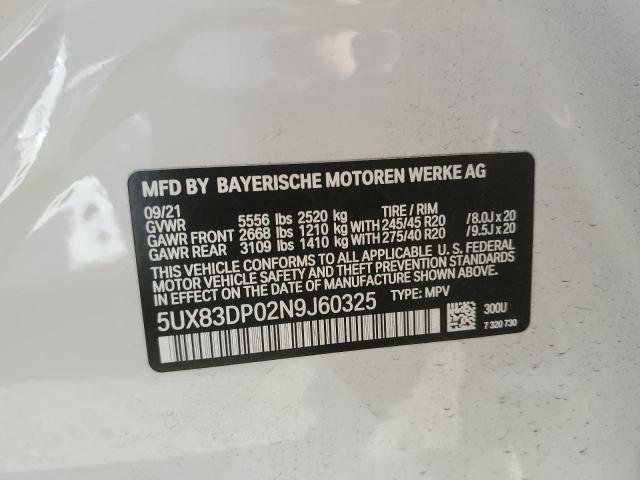 MFD BY BAYERISCHE MOTOREN WERKE AG
09/21
GVWR 5556 lbs 2520 kg TIRE / RIM
GAWR FRONT 2668 lbs 1210 kg WITH 245/45 R20 /8.0J x 20
GAWR REAR 3109 lbs 1410 kg WITH 275/40 R20 /9.5J x 20
THIS VEHICLE CONFORMS TO ALL APPLICABLE U.S. FEDERAL
MOTOR VEHICLE SAFETY AND THEFT PREVENTION STANDARDS
IN EFFECT ON THE DATE OF MANUFACTURE SHOWN ABOVE.
5UX83DP02N9J60325 TYPE: MPV
300U
7 320 730